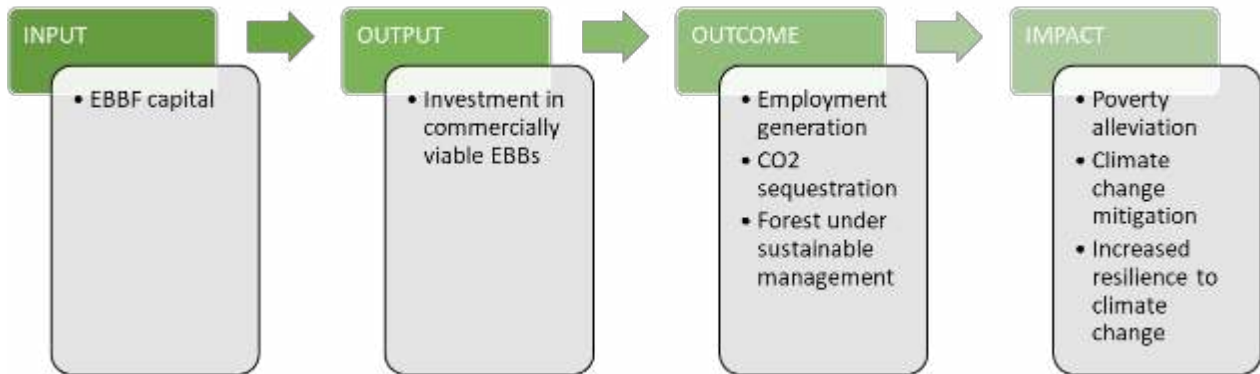 INPUT
• EBBF capital
OUTPUT
• Investment in
commercially
viable EBBs
OUTCOME
• Employment
generation
• CO2
sequestration
• Forest under
sustainable
management
IMPACT
• Poverty
alleviation
• Climate
change
mitigation
• Increased
resilience to
climate
change